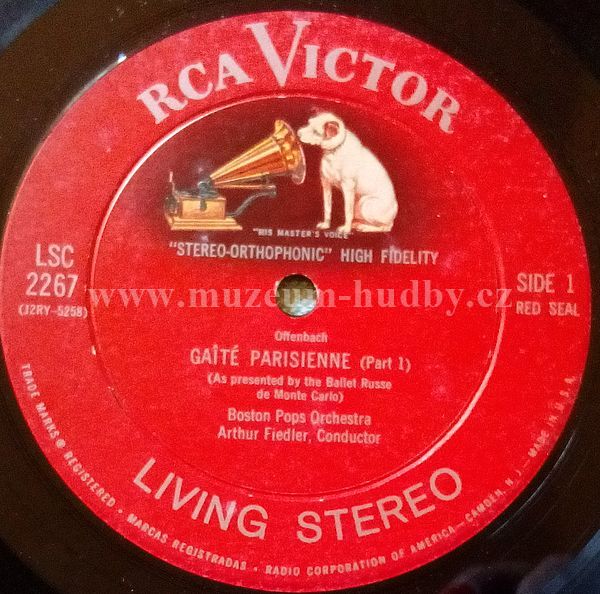 RCA VICTOR
"HIS MASTER'S VOICE"
"STEREO-ORTHOPHONIC" HIGH FIDELITY
LSC
2267
(J2RY-5258)
SIDE 1
RED SEAL
www.muzeum-hudby.cz
Offenbach
GAÎTÉ PARISIENNE (Part 1)
(As presented by the Ballet Russe
de Monte Carlo)
Boston Pops Orchestra
Arthur Fiedler, Conductor
LIVING STEREO
TRADE MARKS ® REGISTERED • MARCAS REGISTRADAS • RADIO CORPORATION OF AMERICA—CAMDEN, N. J.—MADE IN U.S.A.